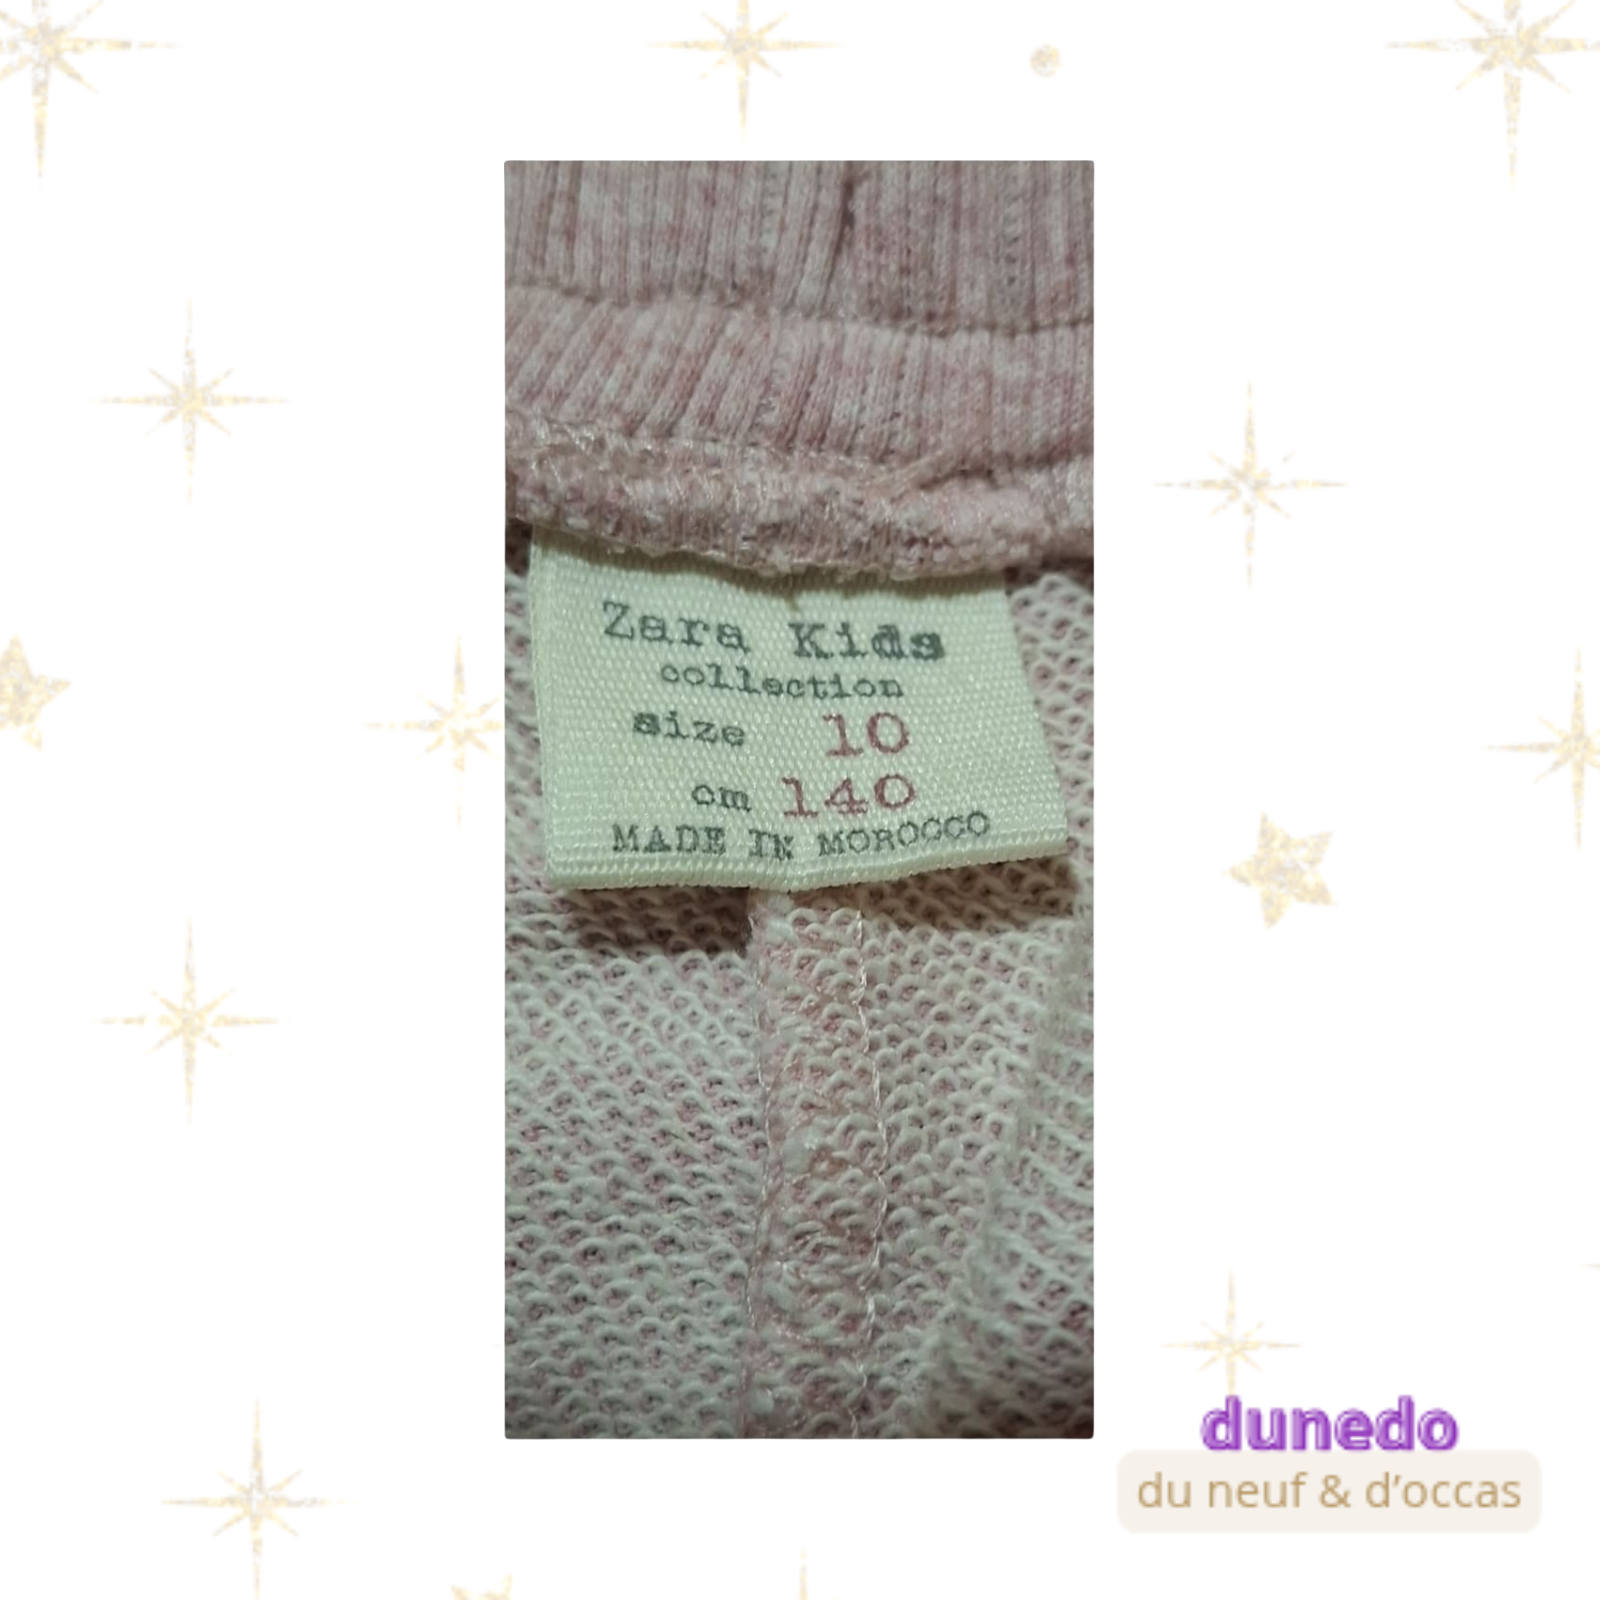 Zara Kids
collection
size 10
cm 140
MADE IN MOROCCO
dunedo
du neuf & d'occas